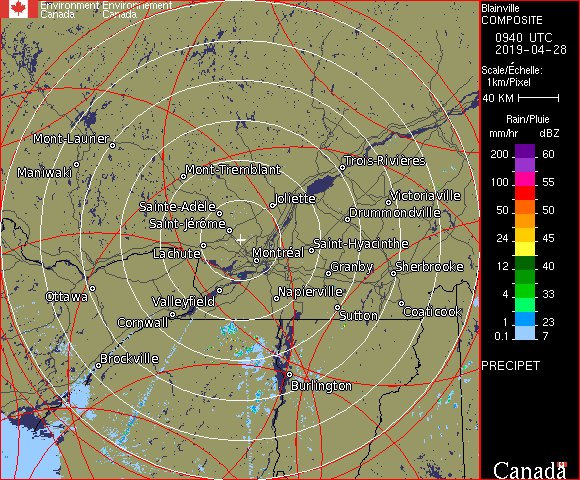 Environment Environnement
Canada Canada
Blainville
COMPOSITE
0940 UTC
2019-04-28
Scale/Échelle:
1km/Pixel
40 KM
Rain/Pluie
mm/hr dBZ
200 60
100 55
50 50
24 45
12 40
4 33
1 23
0.1 7
PRECIPET
Canada
Mont-Laurier
Maniwaki
Mont-Tremblant
Trois-Rivières
Joliette
Victoriaville
Sainte-Adèle
Drummondville
Saint-Jérôme
Lachute
Montréal
Saint-Hyacinthe
Granby
Sherbrooke
Ottawa
Valleyfield
Napierville
Cornwall
Sutton
Coaticook
Brockville
Burlington